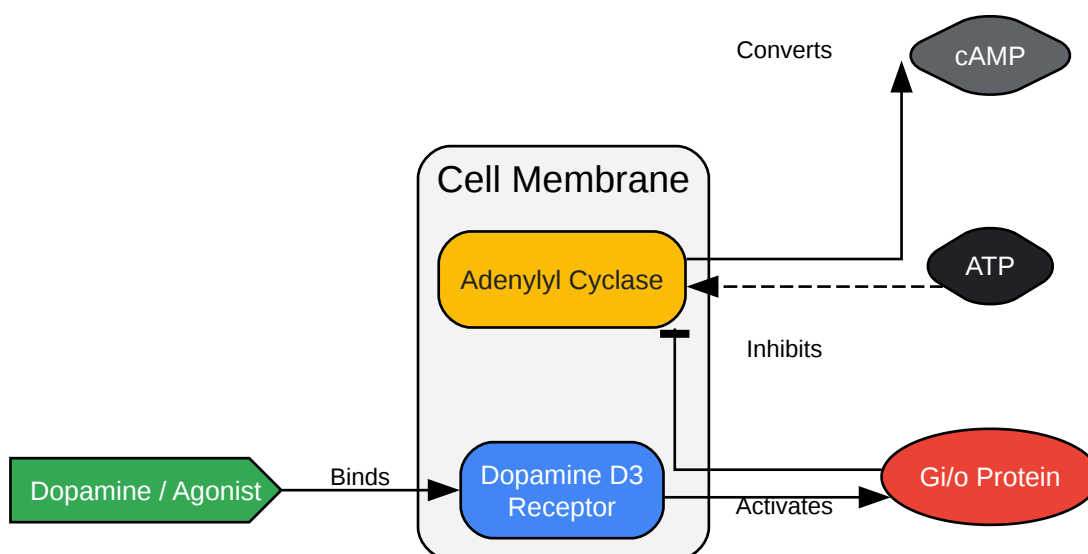 Converts
cAMP
Cell Membrane
Adenylyl Cyclase
ATP
Inhibits
Dopamine / Agonist
Binds
Dopamine D3
Receptor
Activates
Gi/o Protein